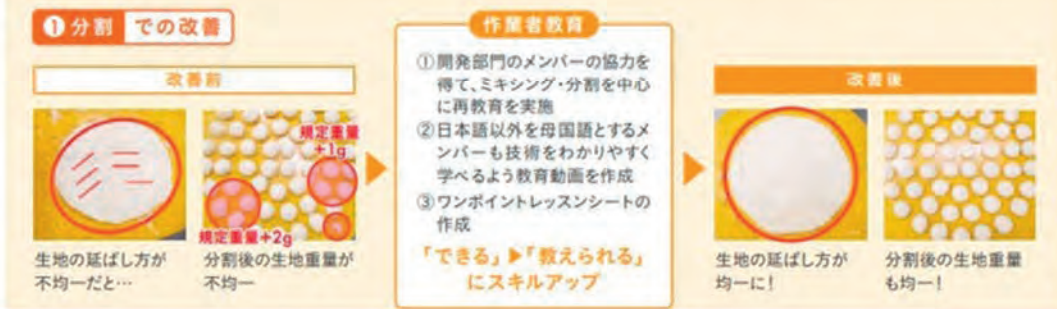 ❶分割 での改善
改善前
規定重量
+1g
規定重量+2g
生地の延ばし方が
不均一だと…
分割後の生地重量が
不均一
作業者教育
①開発部門のメンバーの協力を
得て、ミキシング・分割を中心
に再教育を実施
②日本語以外を母国語とするメ
ンバーも技術をわかりやすく
学べるよう教育動画を作成
③ワンポイントレッスンシートの
作成
「できる」▶「教えられる」
にスキルアップ
改善後
生地の延ばし方が
均一に！
分割後の生地重量
も均一！